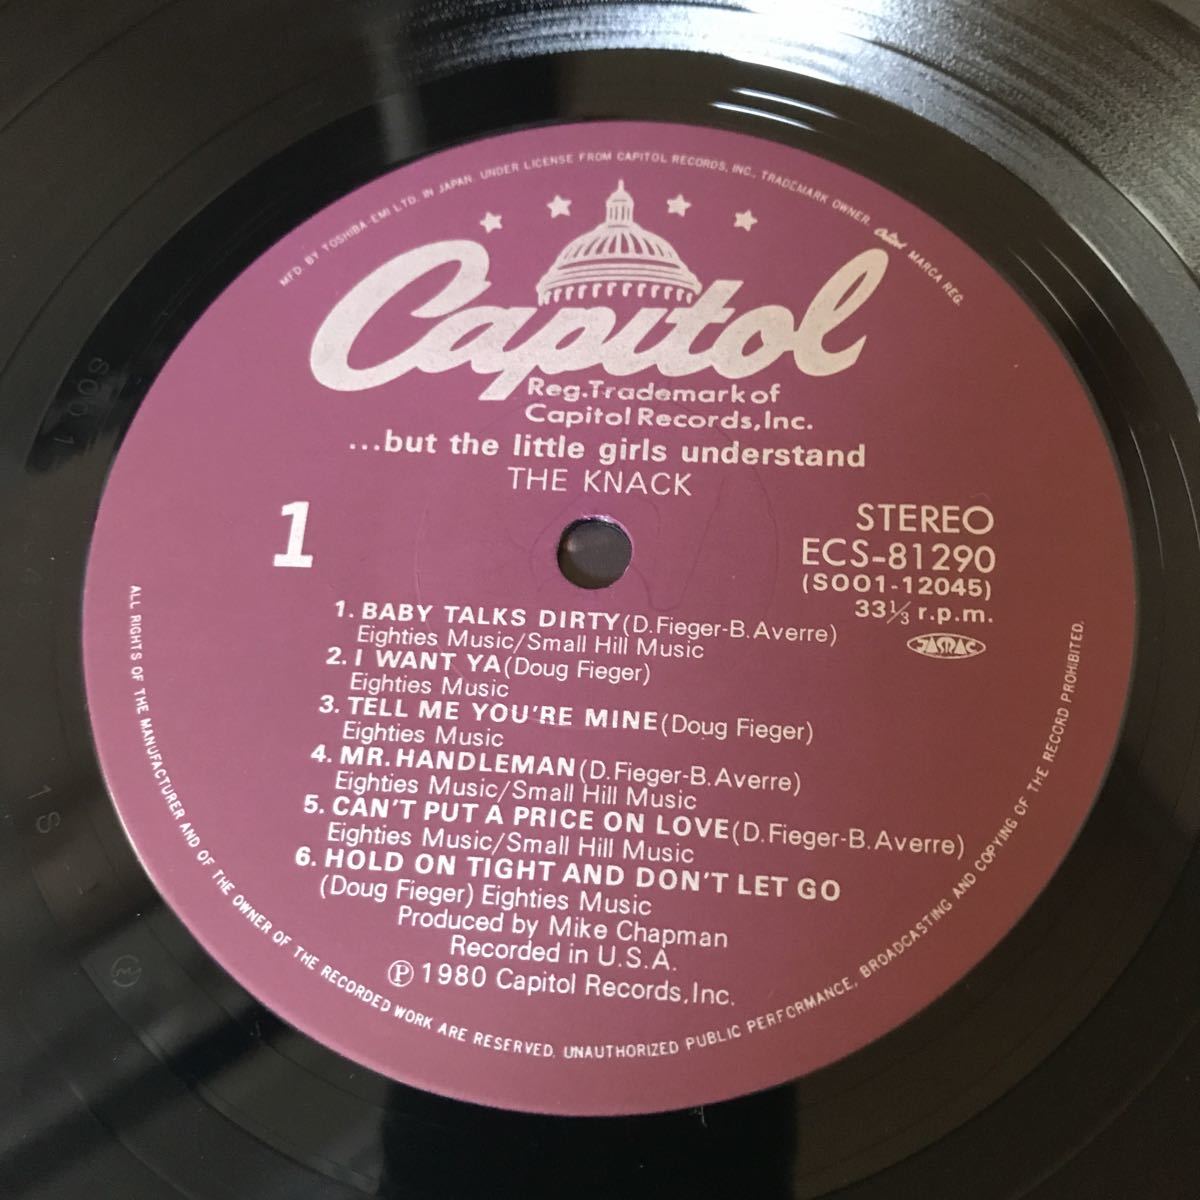 MFD. BY TOSHIBA-EMI LTD. IN JAPAN. UNDER LICENSE FROM CAPITOL RECORDS, INC., TRADEMARK OWNER. Capitol MARCA REG.
Capitol
Reg.Trademark of
Capitol Records,Inc.
...but the little girls understand
THE KNACK
1
STEREO
ECS-81290
(SOO1-12045)
33⅓ r.p.m.
JASRAC
1. BABY TALKS DIRTY(D.Fieger-B.Averre)
Eighties Music/Small Hill Music
2. I WANT YA(Doug Fieger)
Eighties Music
3. TELL ME YOU'RE MINE(Doug Fieger)
Eighties Music
4. MR.HANDLEMAN(D.Fieger-B.Averre)
Eighties Music/Small Hill Music
5. CAN'T PUT A PRICE ON LOVE(D.Fieger-B.Averre)
Eighties Music/Small Hill Music
6. HOLD ON TIGHT AND DON'T LET GO
(Doug Fieger) Eighties Music
Produced by Mike Chapman
Recorded in U.S.A.
Ⓟ1980 Capitol Records,Inc.
ALL RIGHTS OF THE MANUFACTURER AND OF THE OWNER OF THE RECORDED WORK ARE RESERVED. UNAUTHORIZED PUBLIC PERFORMANCE, BROADCASTING AND COPYING OF THE RECORD PROHIBITED.